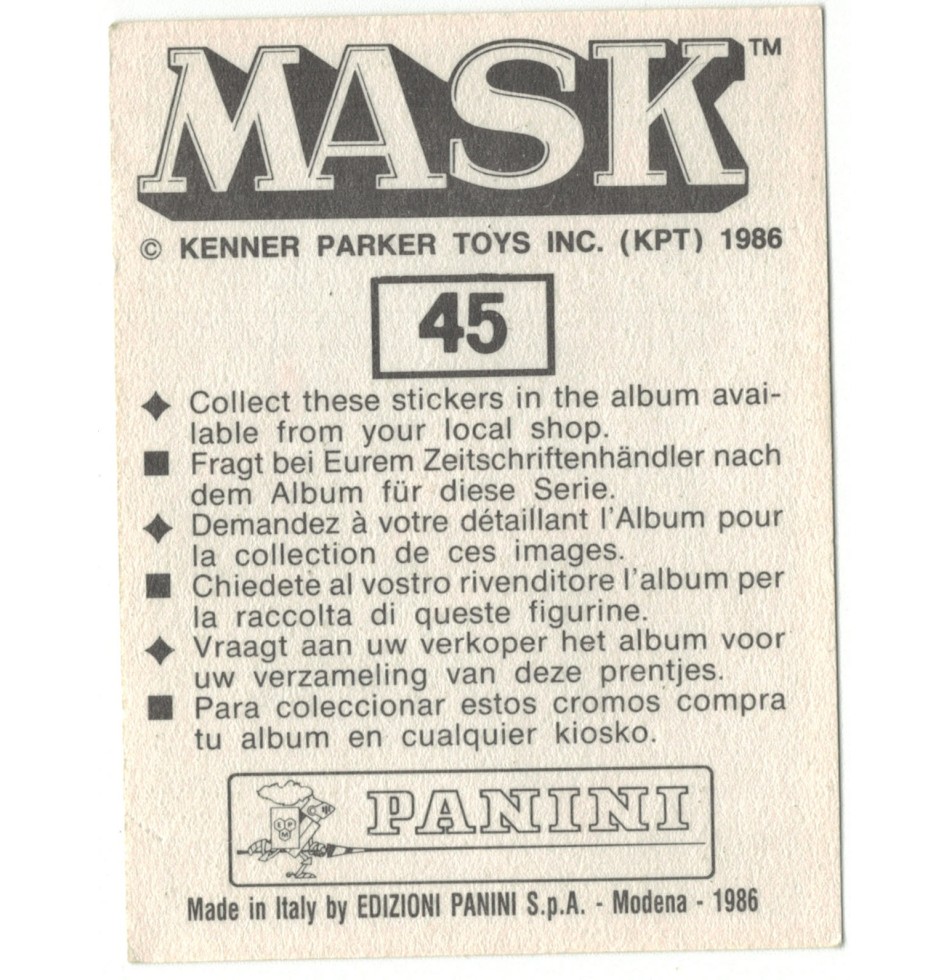 MASK™
© KENNER PARKER TOYS INC. (KPT) 1986
45
◆ Collect these stickers in the album avai-
lable from your local shop.
■ Fragt bei Eurem Zeitschriftenhändler nach
dem Album für diese Serie.
◆ Demandez à votre détaillant l'Album pour
la collection de ces images.
■ Chiedete al vostro rivenditore l'album per
la raccolta di queste figurine.
◆ Vraagt aan uw verkoper het album voor
uw verzameling van deze prentjes.
■ Para coleccionar estos cromos compra
tu album en cualquier kiosko.
EPM
PANINI
Made in Italy by EDIZIONI PANINI S.p.A. - Modena - 1986